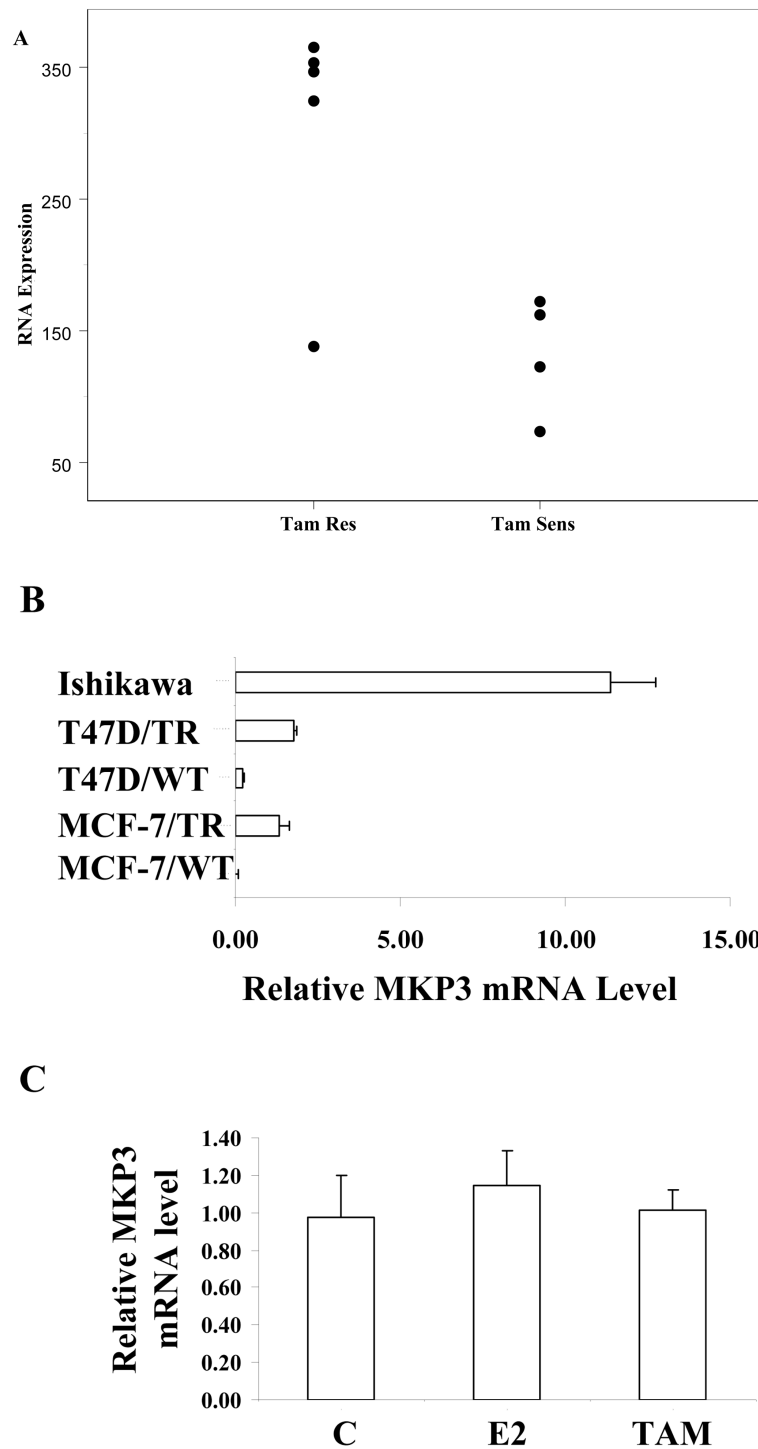 A
350
250
150
50
RNA Expression
Tam Res Tam Sens
B
Ishikawa
T47D/TR
T47D/WT
MCF-7/TR
MCF-7/WT
0.00 5.00 10.00 15.00
Relative MKP3 mRNA Level
C
Relative MKP3
mRNA level
1.40
1.20
1.00
0.80
0.60
0.40
0.20
0.00
C E2 TAM